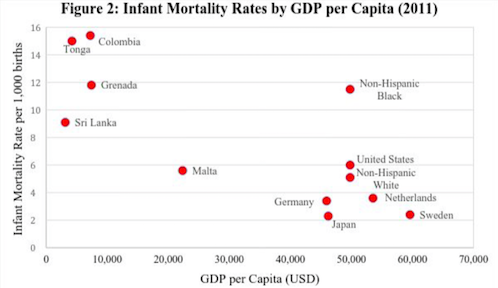 Figure 2: Infant Mortality Rates by GDP per Capita (2011)
Infant Mortality Rate per 1,000 births
16
14
12
10
8
6
4
2
0
Tonga
Colombia
Grenada
Sri Lanka
Malta
Non-Hispanic
Black
United States
Non-Hispanic
White
Netherlands
Germany
Japan
Sweden
0
10,000
20,000
30,000
40,000
50,000
60,000
70,000
GDP per Capita (USD)